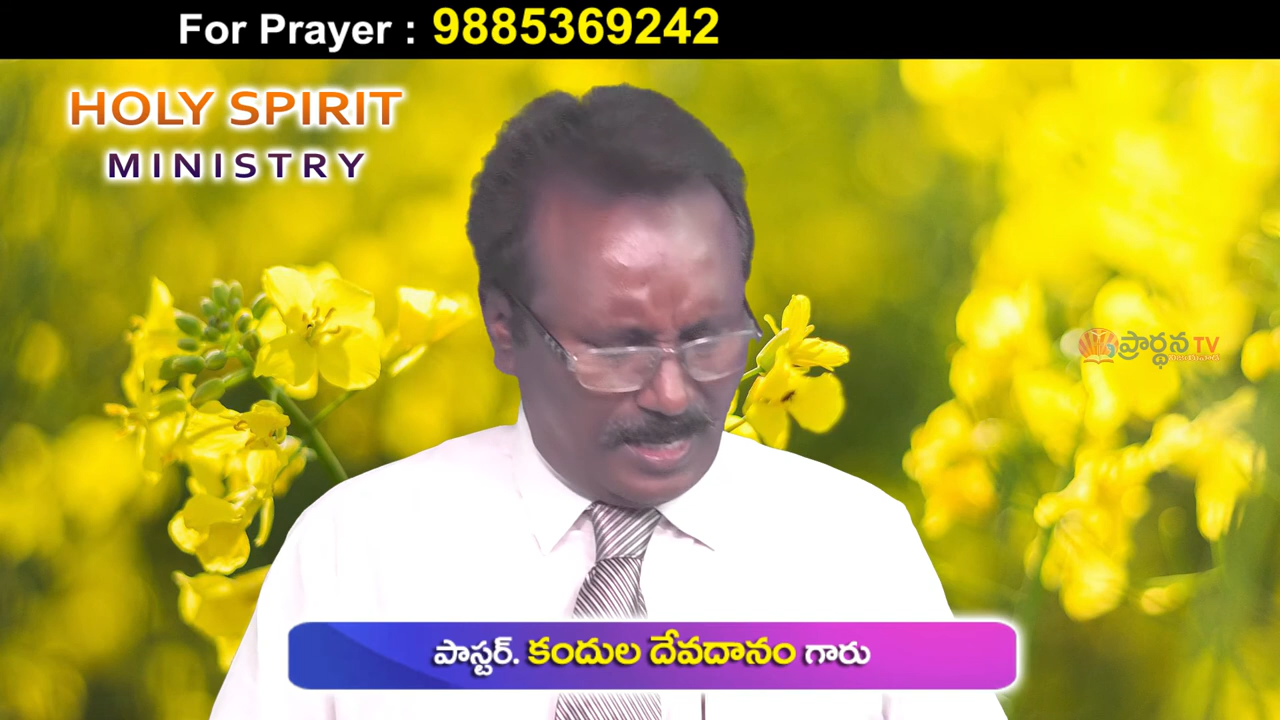 For Prayer : 9885369242
HOLY SPIRIT
MINISTRY
ప్రార్థన TV
పాస్టర్. కందుల దేవదానం గారు